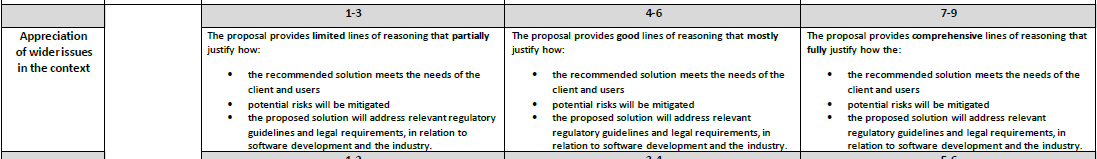 1-3
4-6
7-9
Appreciation
of wider issues
in the context
The proposal provides limited lines of reasoning that partially
justify how:
• the recommended solution meets the needs of the
client and users
• potential risks will be mitigated
• the proposed solution will address relevant regulatory
guidelines and legal requirements, in relation to
software development and the industry.
The proposal provides good lines of reasoning that mostly
justify how:
• the recommended solution meets the needs of the
client and users
• potential risks will be mitigated
• the proposed solution will address relevant
regulatory guidelines and legal requirements, in
relation to software development and the industry.
The proposal provides comprehensive lines of reasoning that
fully justify how the:
• the recommended solution meets the needs of the
client and users
• potential risks will be mitigated
• the proposed solution will address relevant
regulatory guidelines and legal requirements, in
relation to software development and the industry.